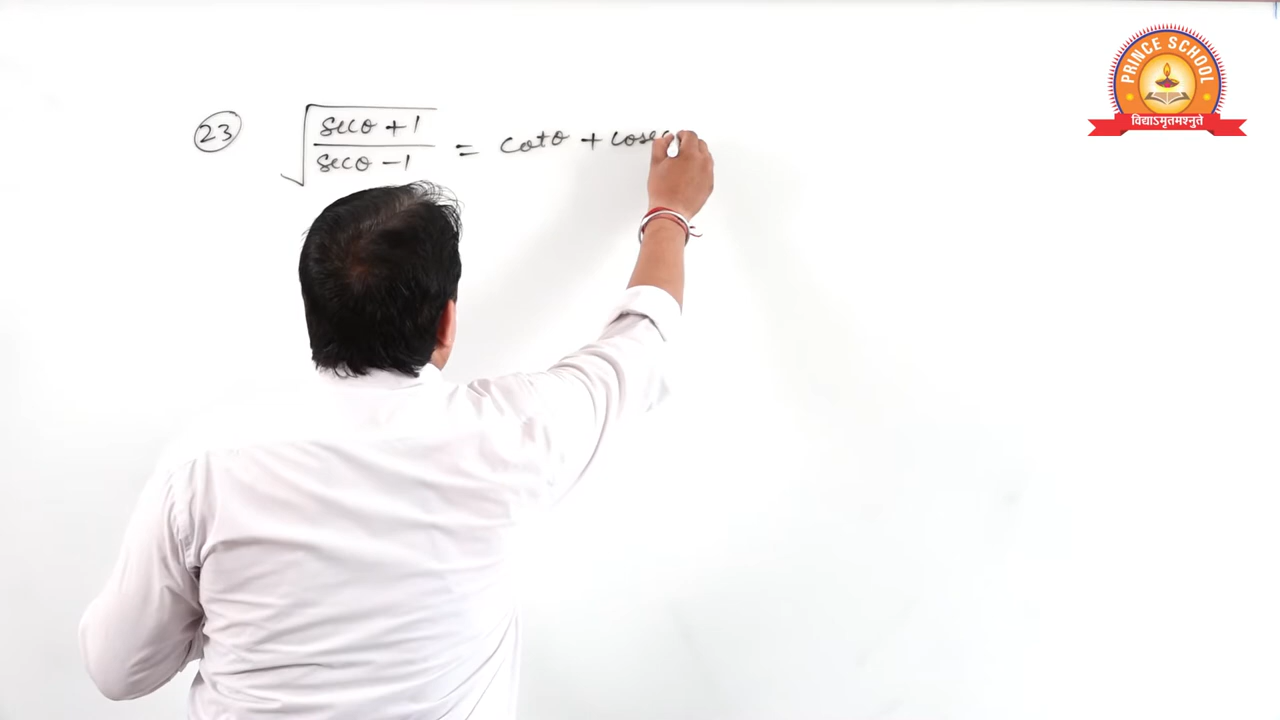 PRINCE SCHOOL
विद्याऽमृतमश्नुते
23 √(secθ + 1 / secθ - 1) = cotθ + cosec